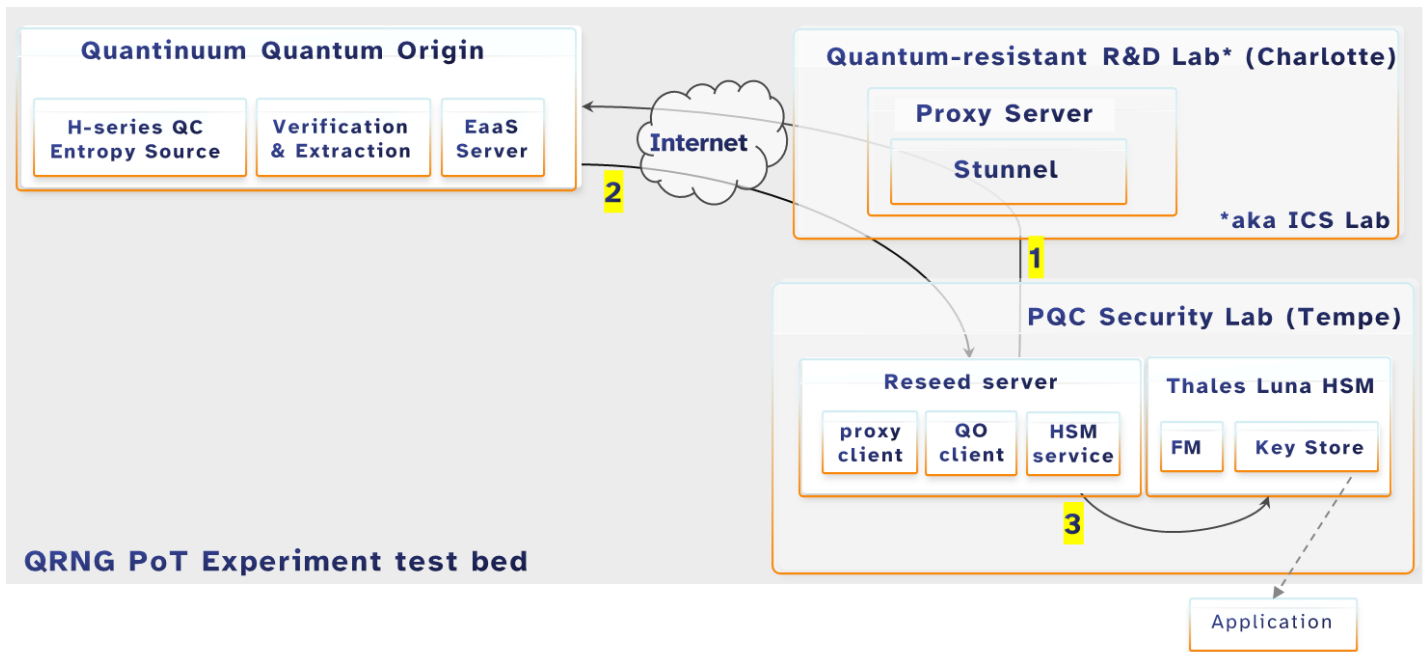 Quantinuum Quantum Origin
H-series QC
Entropy Source
Verification
& Extraction
EaaS
Server
Internet
2
Quantum-resistant R&D Lab* (Charlotte)
Proxy Server
Stunnel
*aka ICS Lab
1
PQC Security Lab (Tempe)
Reseed server
proxy
client
QO
client
HSM
service
Thales Luna HSM
FM
Key Store
3
QRNG PoT Experiment test bed
Application